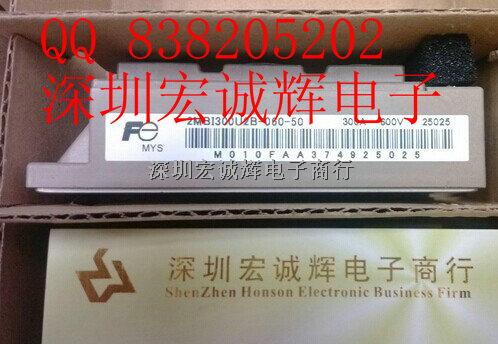 QQ 838205202
深圳宏诚辉电子
Fe
MYS
2MBI300U2B-060-50 300A 600V 25025
M010FAA374925025
深圳宏诚辉电子商行
深圳宏诚辉电子商行
ShenZhen Honson Electronic Business Firm